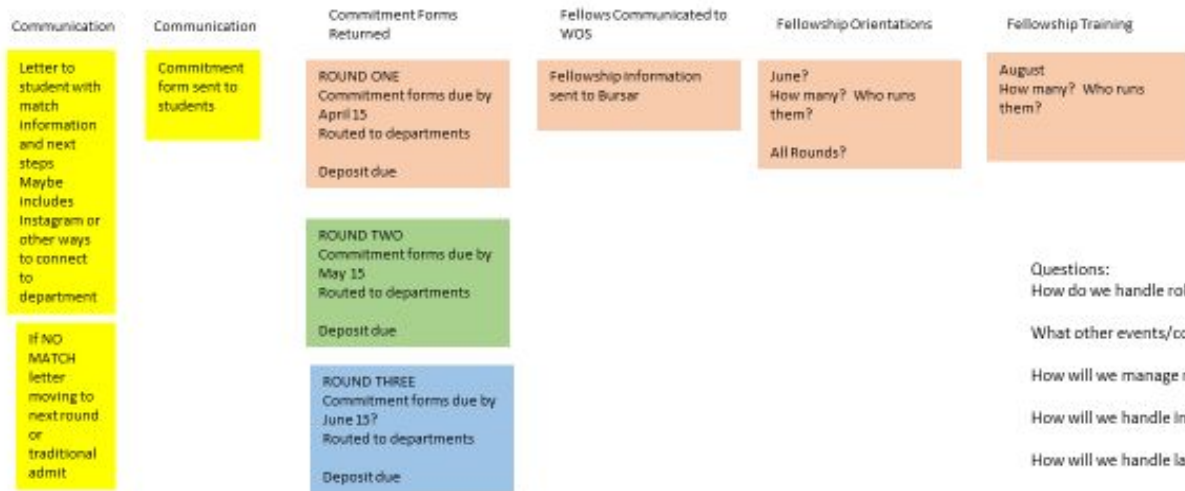 Communication
Letter to
student with
match
information
and next
steps
Maybe
includes
Instagram or
other ways
to connect
to
department
If NO
MATCH
letter
moving to
next round
or
traditional
admit
Communication
Commitment
form sent to
students
Commitment Forms
Returned
ROUND ONE
Commitment forms due by
April 15
Routed to departments
Deposit due
ROUND TWO
Commitment forms due by
May 15
Routed to departments
Deposit due
ROUND THREE
Commitment forms due by
June 15?
Routed to departments
Deposit due
Fellows Communicated to
WOS
Fellowship Information
sent to Bursar
Fellowship Orientations
June?
How many? Who runs
them?
All Rounds?
Fellowship Training
August
How many? Who runs
them?
Questions:
How do we handle
What other
How will we manage
How will we handle
How will we handle